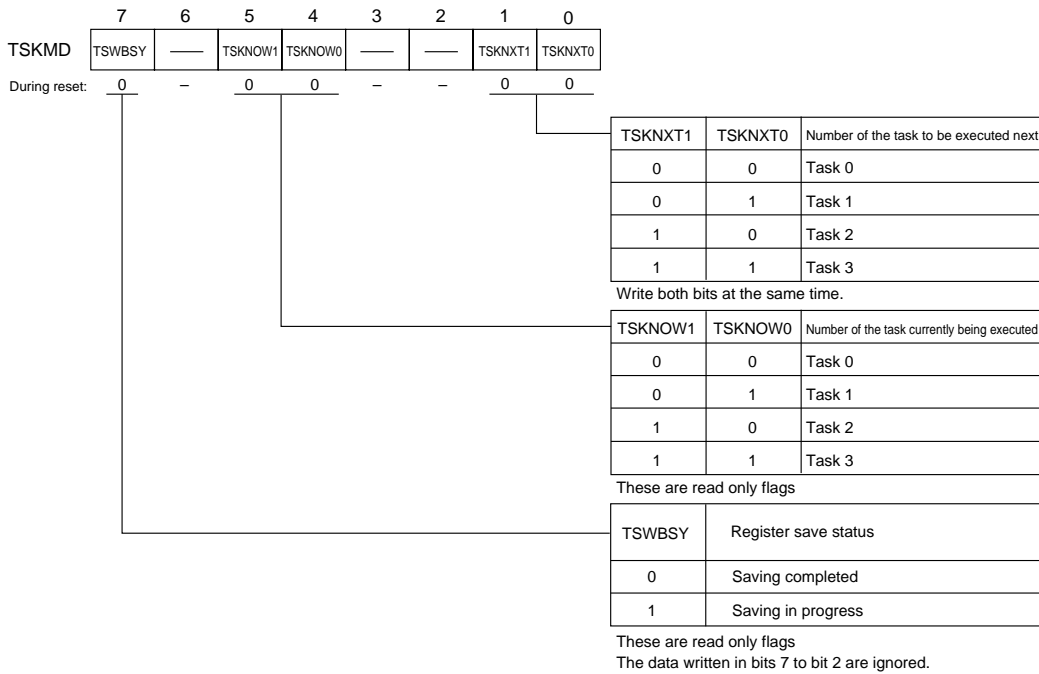 7 6 5 4 3 2 1 0
TSKMD TSWBSY — TSKNOW1 TSKNOW0 — — TSKNXT1 TSKNXT0
During reset: 0 – 0 0 – – 0 0
TSKNXT1 TSKNXT0 Number of the task to be executed next
0 0 Task 0
0 1 Task 1
1 0 Task 2
1 1 Task 3
Write both bits at the same time.
TSKNOW1 TSKNOW0 Number of the task currently being executed
0 0 Task 0
0 1 Task 1
1 0 Task 2
1 1 Task 3
These are read only flags
TSWBSY Register save status
0 Saving completed
1 Saving in progress
These are read only flags
The data written in bits 7 to bit 2 are ignored.